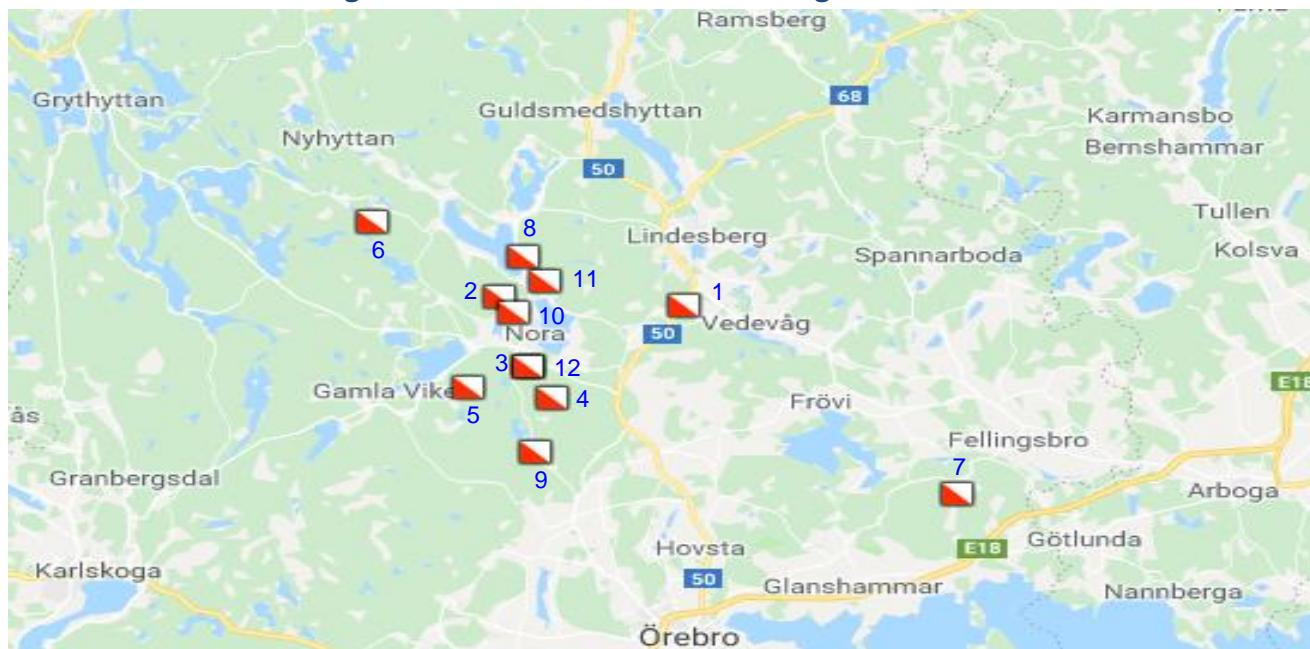 Ramsberg
Grythyttan
68
Guldsmedshyttan
Karmansbo
Nyhyttan
Bernshammar
50
Tullen
6
8
Lindesberg
Kolsva
Spannarboda
11
2
1
10
Vedevåg
Nora
50
3
12
E18
Gamla Vike
5
4
Frövi
ås
Fellingsbro
9
7
Granbergsdal
Arboga
Götlunda
Hovsta
E18
Karlskoga
50
Glanshammar
Nannberga
Örebro